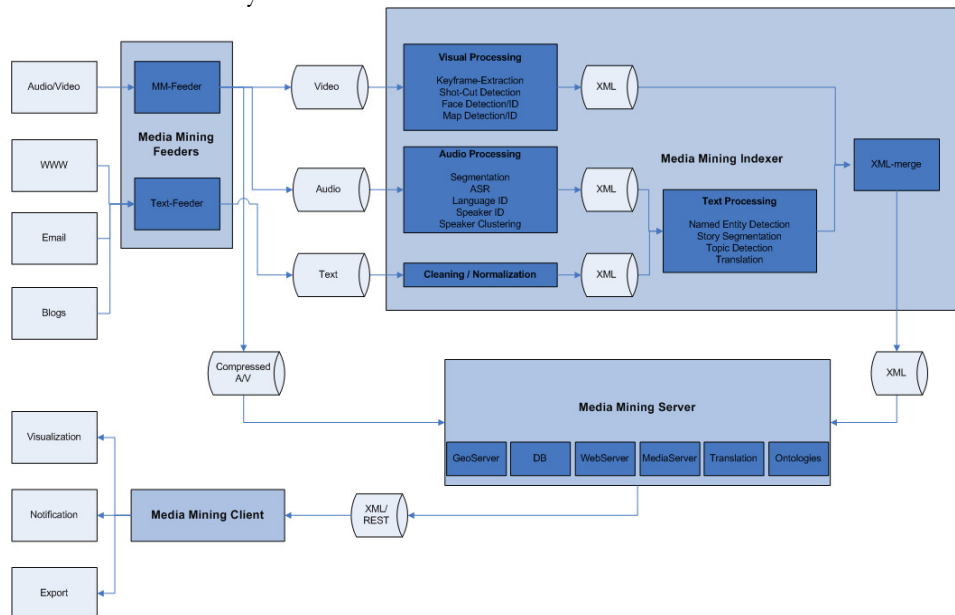 Audio/Video
WWW
Email
Blogs
MM-Feeder
Media Mining
Feeders
Text-Feeder
Video
Audio
Text
Visual Processing
Keyframe-Extraction
Shot-Cut Detection
Face Detection/ID
Map Detection/ID
XML
Audio Processing
Segmentation
ASR
Language ID
Speaker ID
Speaker Clustering
XML
Cleaning / Normalization
XML
Media Mining Indexer
Text Processing
Named Entity Detection
Story Segmentation
Topic Detection
Translation
XML-merge
Compressed
A/V
XML
Media Mining Server
GeoServer
DB
WebServer
MediaServer
Translation
Ontologies
XML/
REST
Media Mining Client
Visualization
Notification
Export